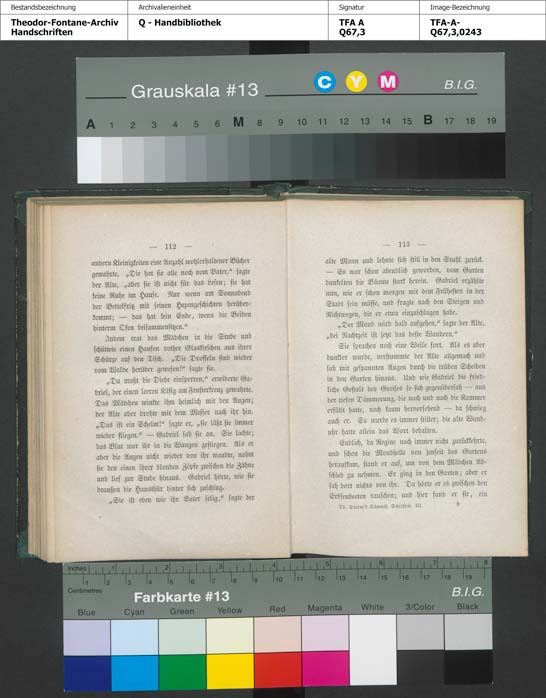 Bestandsbezeichnung
Theodor-Fontane-Archiv
Handschriften
Archivalieneinheit
Q - Handbibliothek
Signatur
TFA A
Q67,3
Image-Bezeichnung
TFA-A-
Q67,3,0243
Grauskala #13
C Y M
B.I.G.
A 1 2 3 4 5 6 M 8 9 10 11 12 13 14 15 B 17 18 19
— 112 —
andern Kleinigkeiten eine Anzahl wohlerhaltener Bücher
gewahrte. „Die hat sie alle noch vom Vater,“ sagte
der Alte, „aber sie ist nicht für das lesen; sie hat
keine Ruhe im Hause. Nur wenn am Sonnabend
der Bettelfritz mit seinen Hexengeschichten herüber-
kommt; — das hat kein Ende, wenn die Beiden
hinterm Ofen beisammensitzen.“
Indem trat das Mädchen in die Stube und
schüttete einen Haufen rother Glaskirschen aus ihrer
Schürze auf den Tisch. „Die Drosseln sind wieder
vom Walde herüber gewesen!“ sagte sie.
„Du mußt die Diebe einsperren,“ erwiderte Ga-
briel, der einen leeren Käfig am Fensterkreuz gewahrte.
Das Mädchen winkte ihm heimlich mit den Augen;
der Alte aber drohte mit dem Messer nach ihr hin.
„Das ist ein Schelm!“ sagte er, „sie läßt sie immer
wieder fliegen.“ — Gabriel sah sie an. Sie lachte;
das Blut war ihr in die Wangen gestiegen. Als er
aber die Augen nicht wieder von ihr wandte, nahm
sie den einen ihrer blonden Zöpfe zwischen die Zähne
und lief zur Stube hinaus. Gabriel hörte, wie sie
draußen die Hausthür hinter sich zuschlug.
„Sie ist eben wie ihr Vater selig,“ sagte der
— 113 —
alte Mann und lehnte sich still in den Stuhl zurück.
— Es war schon abendlich geworden, vom Garten
dunkelten die Bäume stark herein. Gabriel erzählte
nun, wie er schon morgen mit dem Frühesten in der
Stadt sein müsse, und fragte nach den Steigen und
Richtwegen, die er etwa einzuschlagen habe.
„Der Mond wird bald aufgehen,“ sagte der Alte,
„bei Nachtzeit ist jetzt das beste Wandern.“
Sie sprachen noch eine Weile fort. Als es aber
dunkler wurde, verstummte der Alte allgemach und
sah mit gespannten Augen durch die trüben Scheiben
in den Garten hinaus. Und wie Gabriel die fried-
liche Gestalt des Greises so sich gegenübersah — aus
der tiefen Dämmerung, die nach und nach die Kammer
erfüllt hatte, noch kaum hervorsehend — da schwieg
auch er. So wurde es immer stiller; die alte Wand-
uhr hatte allein das Wort behalten.
Endlich, da Regine noch immer nicht zurückkehrte,
und schon die Mondhelle von jenseit des Gartens
heraufkam, stand er auf, um von dem Mädchen Ab-
schied zu nehmen. Er ging in den Garten; aber er
sah dort nichts von ihr. Da hörte er es zwischen den
Erbsenbeeten rauschen; und hier fand er sie, ein
Th. Storm's Sämmtl. Schriften. III. 8
Inches 1 2 3 4 5 6 7 8
Centimetres 1 2 3 4 5 6 7 8 9 10 11 12 13 14 15 16 17 18 19
Farbkarte #13
B.I.G.
Blue Cyan Green Yellow Red Magenta White 3/Color Black